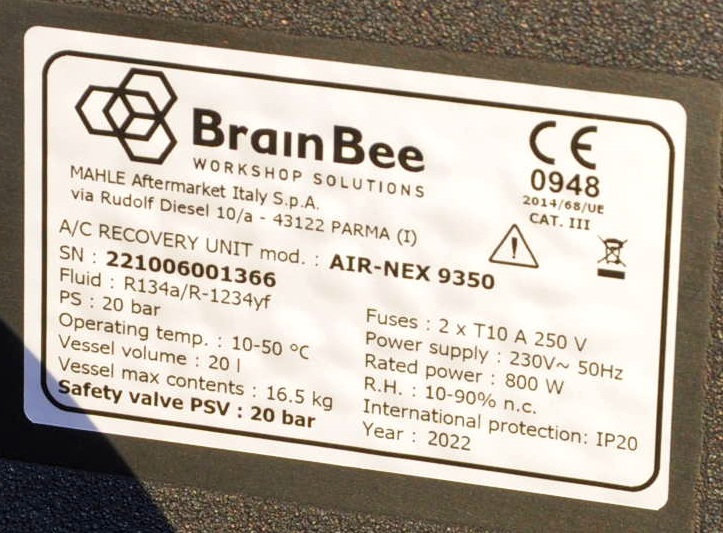 BrainBee
WORKSHOP SOLUTIONS
MAHLE Aftermarket Italy S.p.A.
via Rudolf Diesel 10/a - 43122 PARMA (I)
CE
0948
2014/68/UE
CAT. III
A/C RECOVERY UNIT mod. : AIR-NEX 9350
SN : 221006001366
Fluid : R134a/R-1234yf
PS : 20 bar
Operating temp. : 10-50 °C
Vessel volume : 20 l
Vessel max contents : 16.5 kg
Safety valve PSV : 20 bar
Fuses : 2 x T10 A 250 V
Power supply : 230V~ 50Hz
Rated power : 800 W
R.H. : 10-90% n.c.
International protection: IP20
Year : 2022